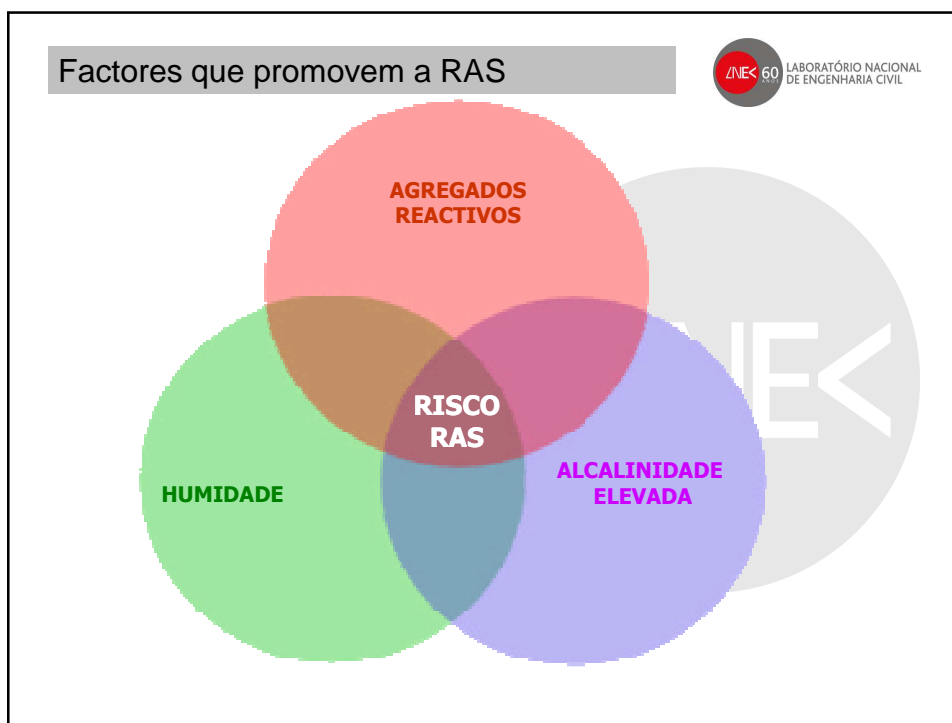 Factores que promovem a RAS
LNEC 60
ANOS
LABORATÓRIO NACIONAL
DE ENGENHARIA CIVIL
AGREGADOS
REACTIVOS
RISCO
RAS
HUMIDADE
ALCALINIDADE
ELEVADA